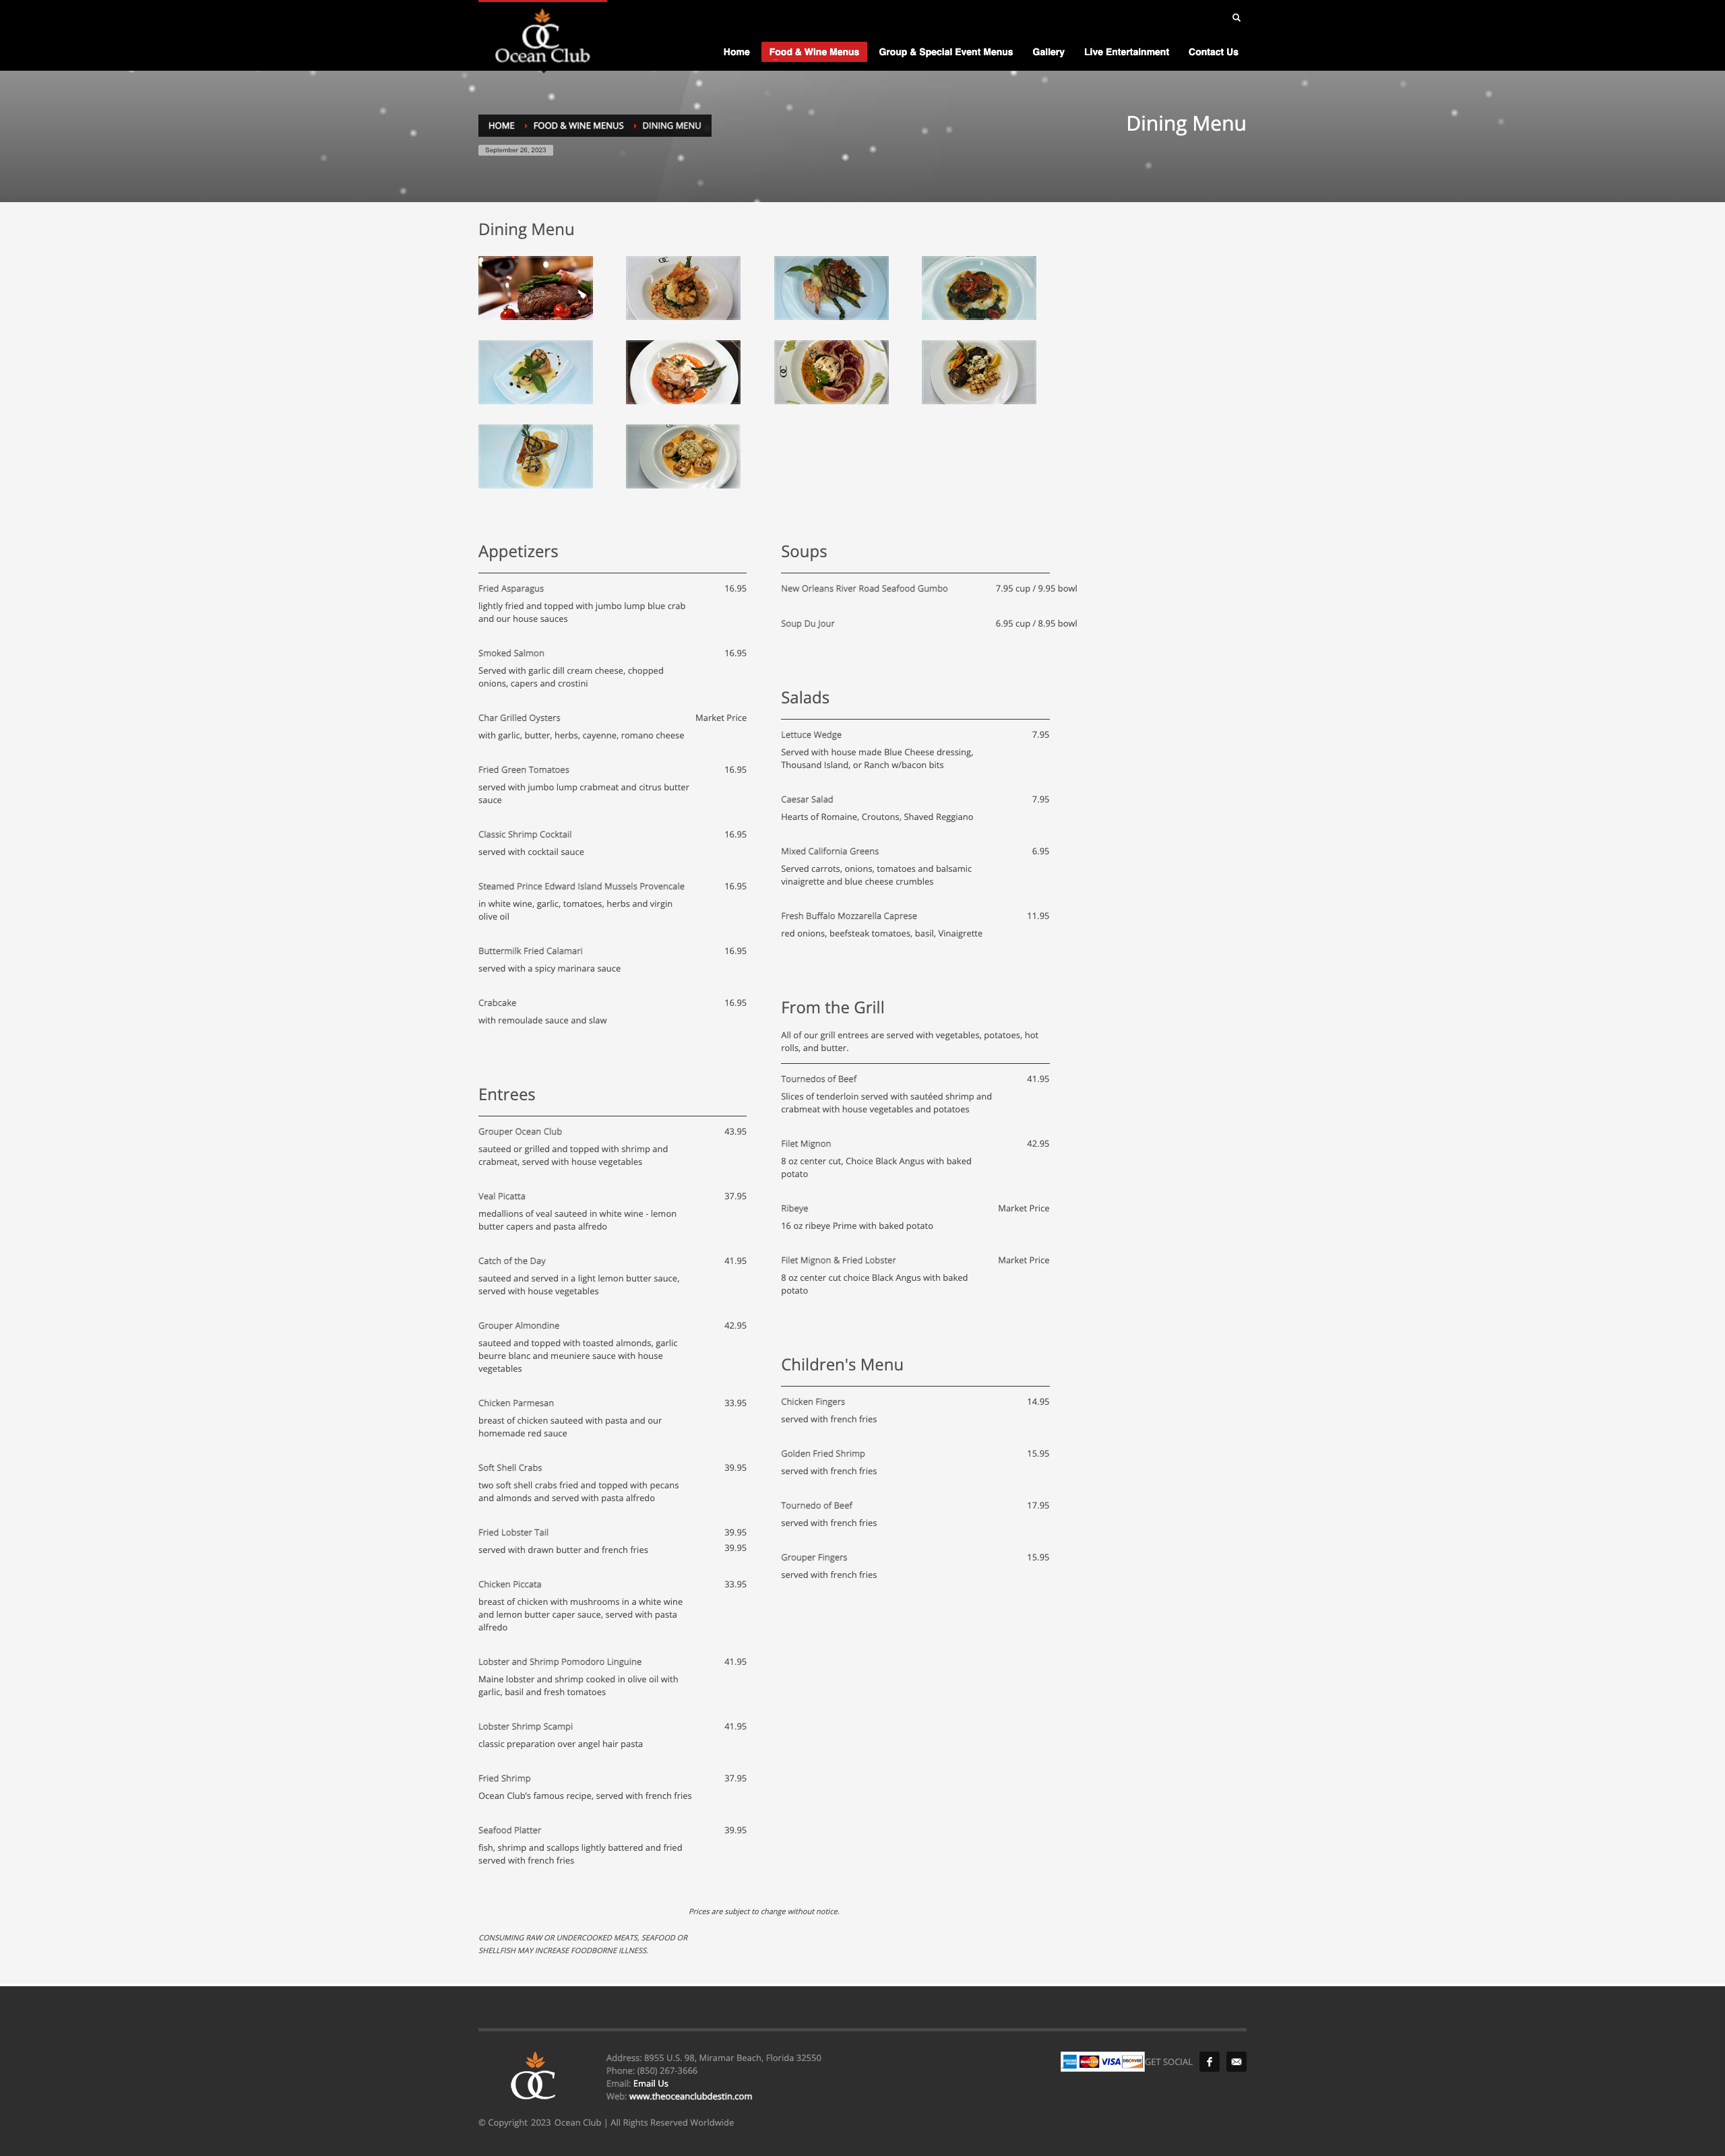 OC
Ocean Club
Home Food & Wine Menus Group & Special Event Menus Gallery Live Entertainment Contact Us
HOME FOOD & WINE MENUS DINING MENU
September 26, 2023
Dining Menu
Dining Menu
Appetizers
Fried Asparagus 16.95
lightly fried and topped with jumbo lump blue crab
and our house sauces
Smoked Salmon 16.95
Served with garlic dill cream cheese, chopped
onions, capers and crostini
Char Grilled Oysters Market Price
with garlic, butter, herbs, cayenne, romano cheese
Fried Green Tomatoes 16.95
served with jumbo lump crabmeat and citrus butter
sauce
Classic Shrimp Cocktail 16.95
served with cocktail sauce
Steamed Prince Edward Island Mussels Provencale 16.95
in white wine, garlic, tomatoes, herbs and virgin
olive oil
Buttermilk Fried Calamari 16.95
served with a spicy marinara sauce
Crabcake 16.95
with remoulade sauce and slaw
Entrees
Grouper Ocean Club 43.95
sauteed or grilled and topped with shrimp and
crabmeat, served with house vegetables
Veal Picatta 37.95
medallions of veal sauteed in white wine - lemon
butter capers and pasta alfredo
Catch of the Day 41.95
sauteed and served in a light lemon butter sauce,
served with house vegetables
Grouper Almondine 42.95
sauteed and topped with toasted almonds, garlic
beurre blanc and meuniere sauce with house
vegetables
Chicken Parmesan 33.95
breast of chicken sauteed with pasta and our
homemade red sauce
Soft Shell Crabs 39.95
two soft shell crabs fried and topped with pecans
and almonds and served with pasta alfredo
Fried Lobster Tail 39.95
served with drawn butter and french fries 39.95
Chicken Piccata 33.95
breast of chicken with mushrooms in a white wine
and lemon butter caper sauce, served with pasta
alfredo
Lobster and Shrimp Pomodoro Linguine 41.95
Maine lobster and shrimp cooked in olive oil with
garlic, basil and fresh tomatoes
Lobster Shrimp Scampi 41.95
classic preparation over angel hair pasta
Fried Shrimp 37.95
Ocean Club's famous recipe, served with french fries
Seafood Platter 39.95
fish, shrimp and scallops lightly battered and fried
served with french fries
Soups
New Orleans River Road Seafood Gumbo 7.95 cup / 9.95 bowl
Soup Du Jour 6.95 cup / 8.95 bowl
Salads
Lettuce Wedge 7.95
Served with house made Blue Cheese dressing,
Thousand Island, or Ranch w/bacon bits
Caesar Salad 7.95
Hearts of Romaine, Croutons, Shaved Reggiano
Mixed California Greens 6.95
Served carrots, onions, tomatoes and balsamic
vinaigrette and blue cheese crumbles
Fresh Buffalo Mozzarella Caprese 11.95
red onions, beefsteak tomatoes, basil, Vinaigrette
From the Grill
All of our grill entrees are served with vegetables, potatoes, hot
rolls, and butter.
Tournedos of Beef 41.95
Slices of tenderloin served with sautéed shrimp and
crabmeat with house vegetables and potatoes
Filet Mignon 42.95
8 oz center cut, Choice Black Angus with baked
potato
Ribeye Market Price
16 oz ribeye Prime with baked potato
Filet Mignon & Fried Lobster Market Price
8 oz center cut choice Black Angus with baked
potato
Children's Menu
Chicken Fingers 14.95
served with french fries
Golden Fried Shrimp 15.95
served with french fries
Tournedo of Beef 17.95
served with french fries
Grouper Fingers 15.95
served with french fries
Prices are subject to change without notice.
CONSUMING RAW OR UNDERCOOKED MEATS, SEAFOOD OR
SHELLFISH MAY INCREASE FOODBORNE ILLNESS.
OC
Address: 8955 U.S. 98, Miramar Beach, Florida 32550
Phone: (850) 267-3666
Email: Email Us
Web: www.theoceanclubdestin.com
VISA DISCOVER GET SOCIAL
© Copyright 2023 Ocean Club | All Rights Reserved Worldwide